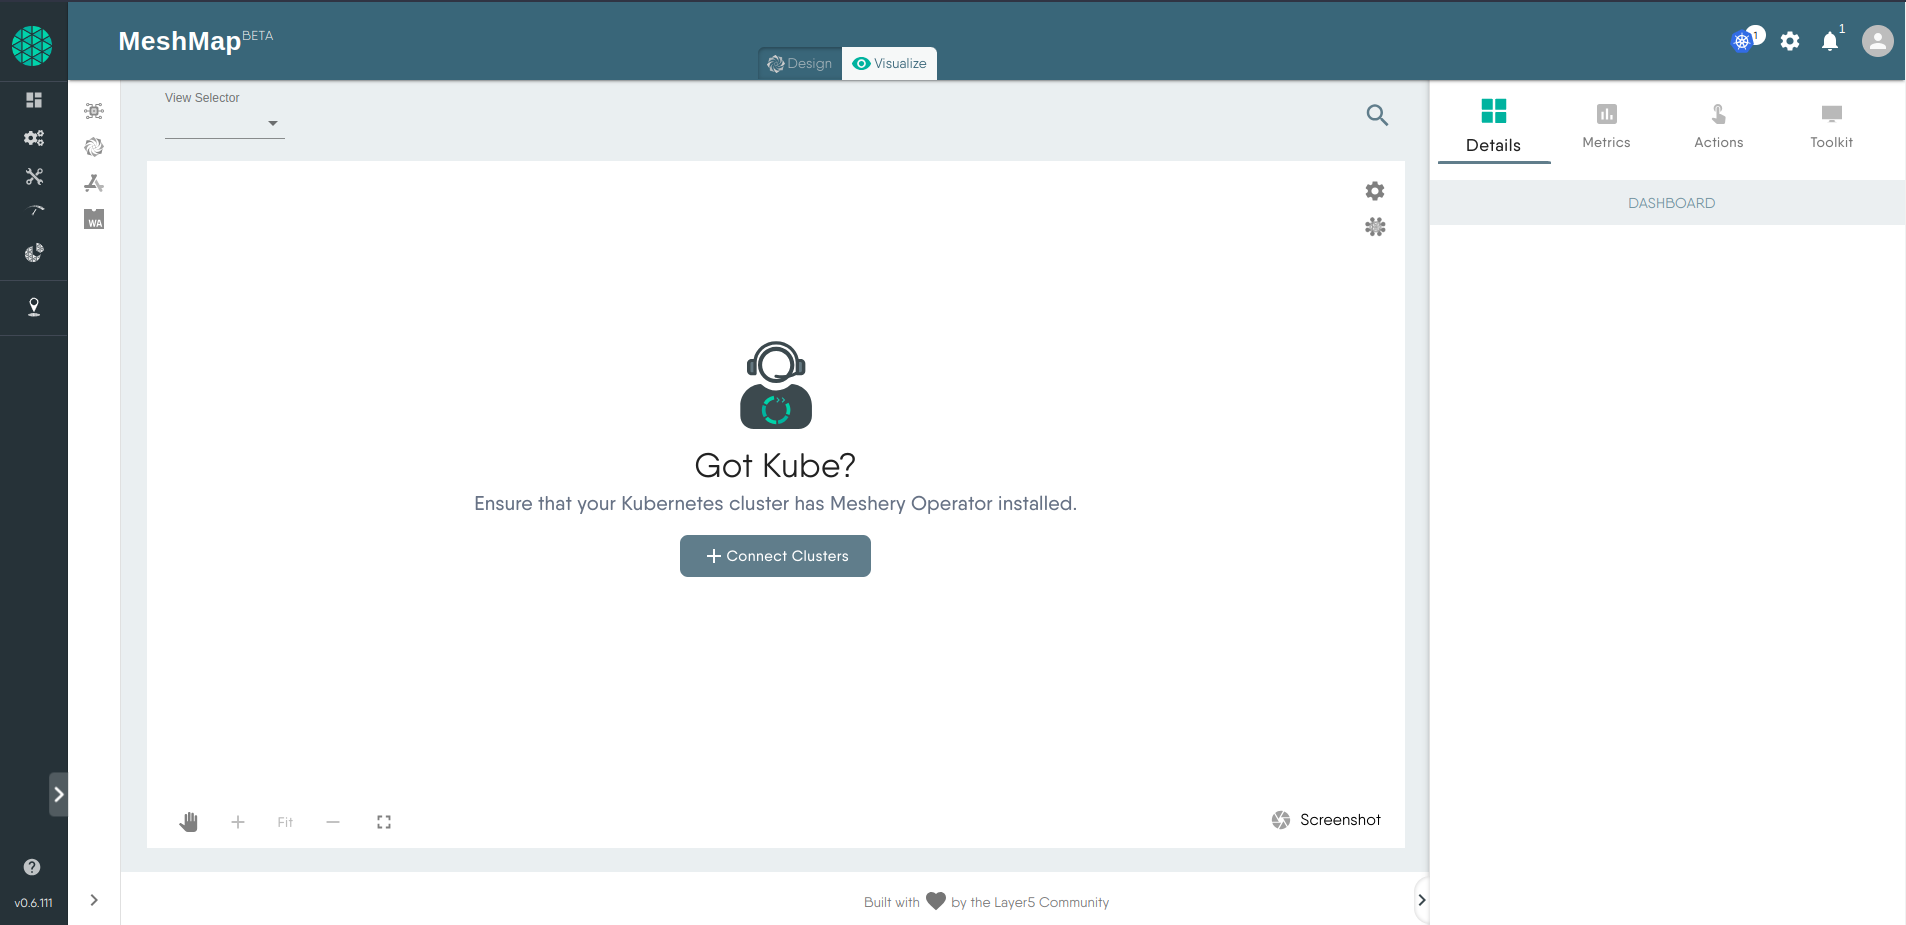 MeshMap BETA
1
1
Design
Visualize
View Selector
Details
Metrics
Actions
Toolkit
DASHBOARD
WA
Got Kube?
Ensure that your Kubernetes cluster has Meshery Operator installed.
+ Connect Clusters
Fit
Screenshot
v0.6.111
Built with by the Layer5 Community